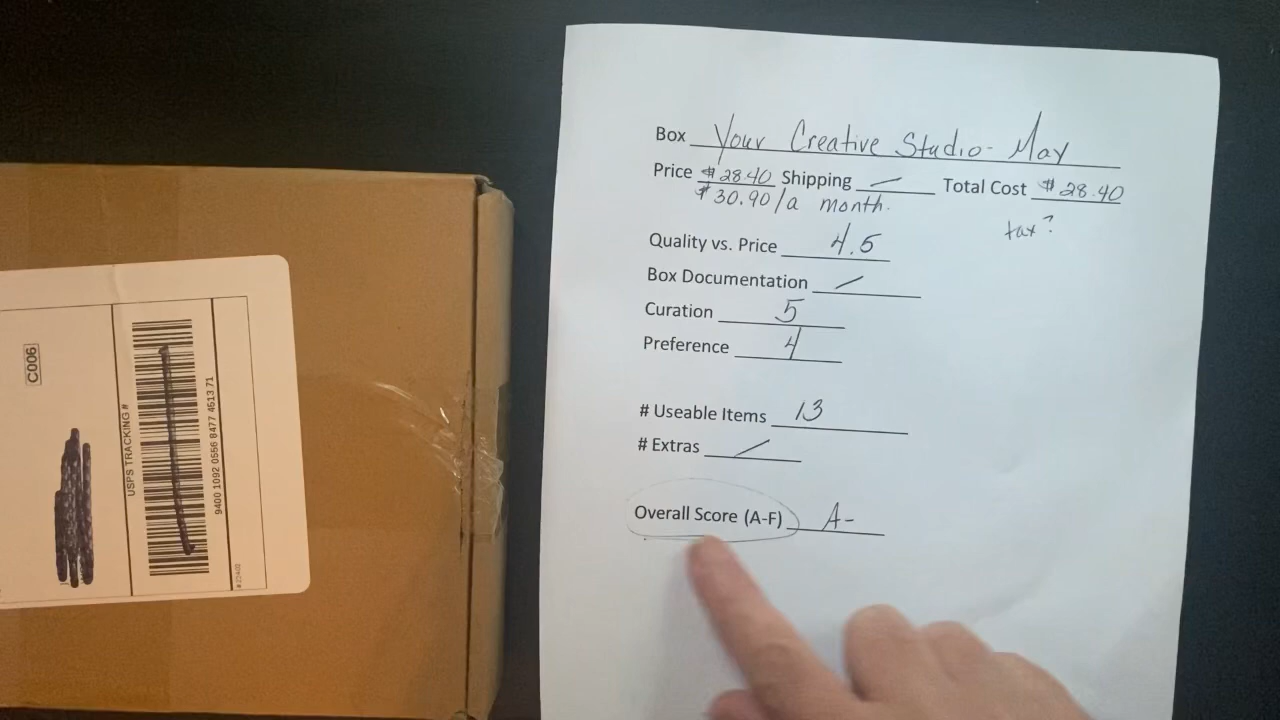 Box Your Creative Studio - May
Price $28.40 Shipping / Total Cost $28.40
$30.90/a month.
tax?
Quality vs. Price 4.5
Box Documentation /
Curation 5
Preference 4
# Useable Items 13
# Extras /
Overall Score (A-F) A-
C006
USPS TRACKING #
9400 1092 0556 8477 4513 71